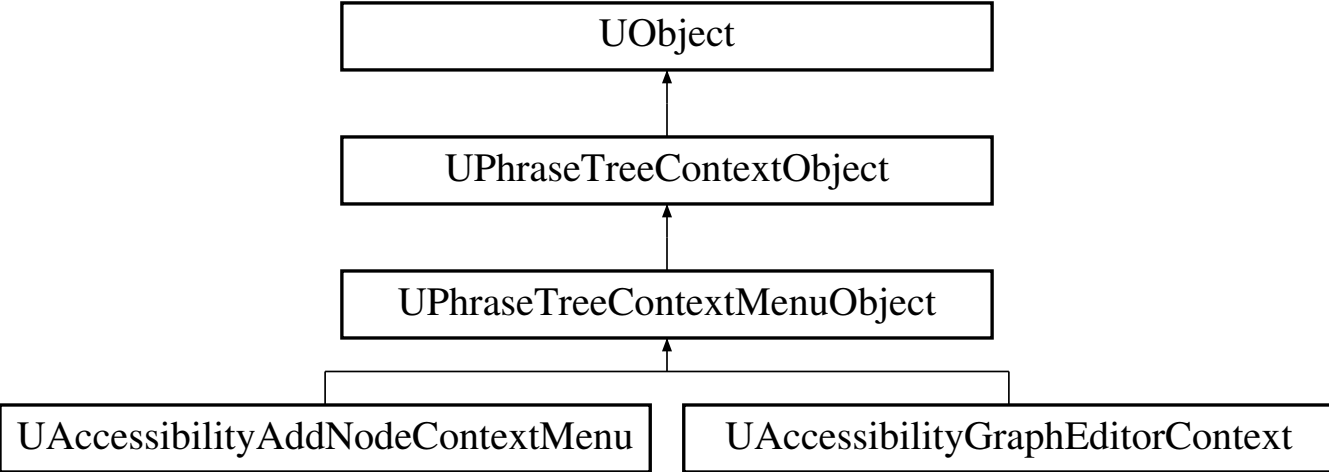 UObject
UPhraseTreeContextObject
UPhraseTreeContextMenuObject
UAccessibilityAddNodeContextMenu
UAccessibilityGraphEditorContext